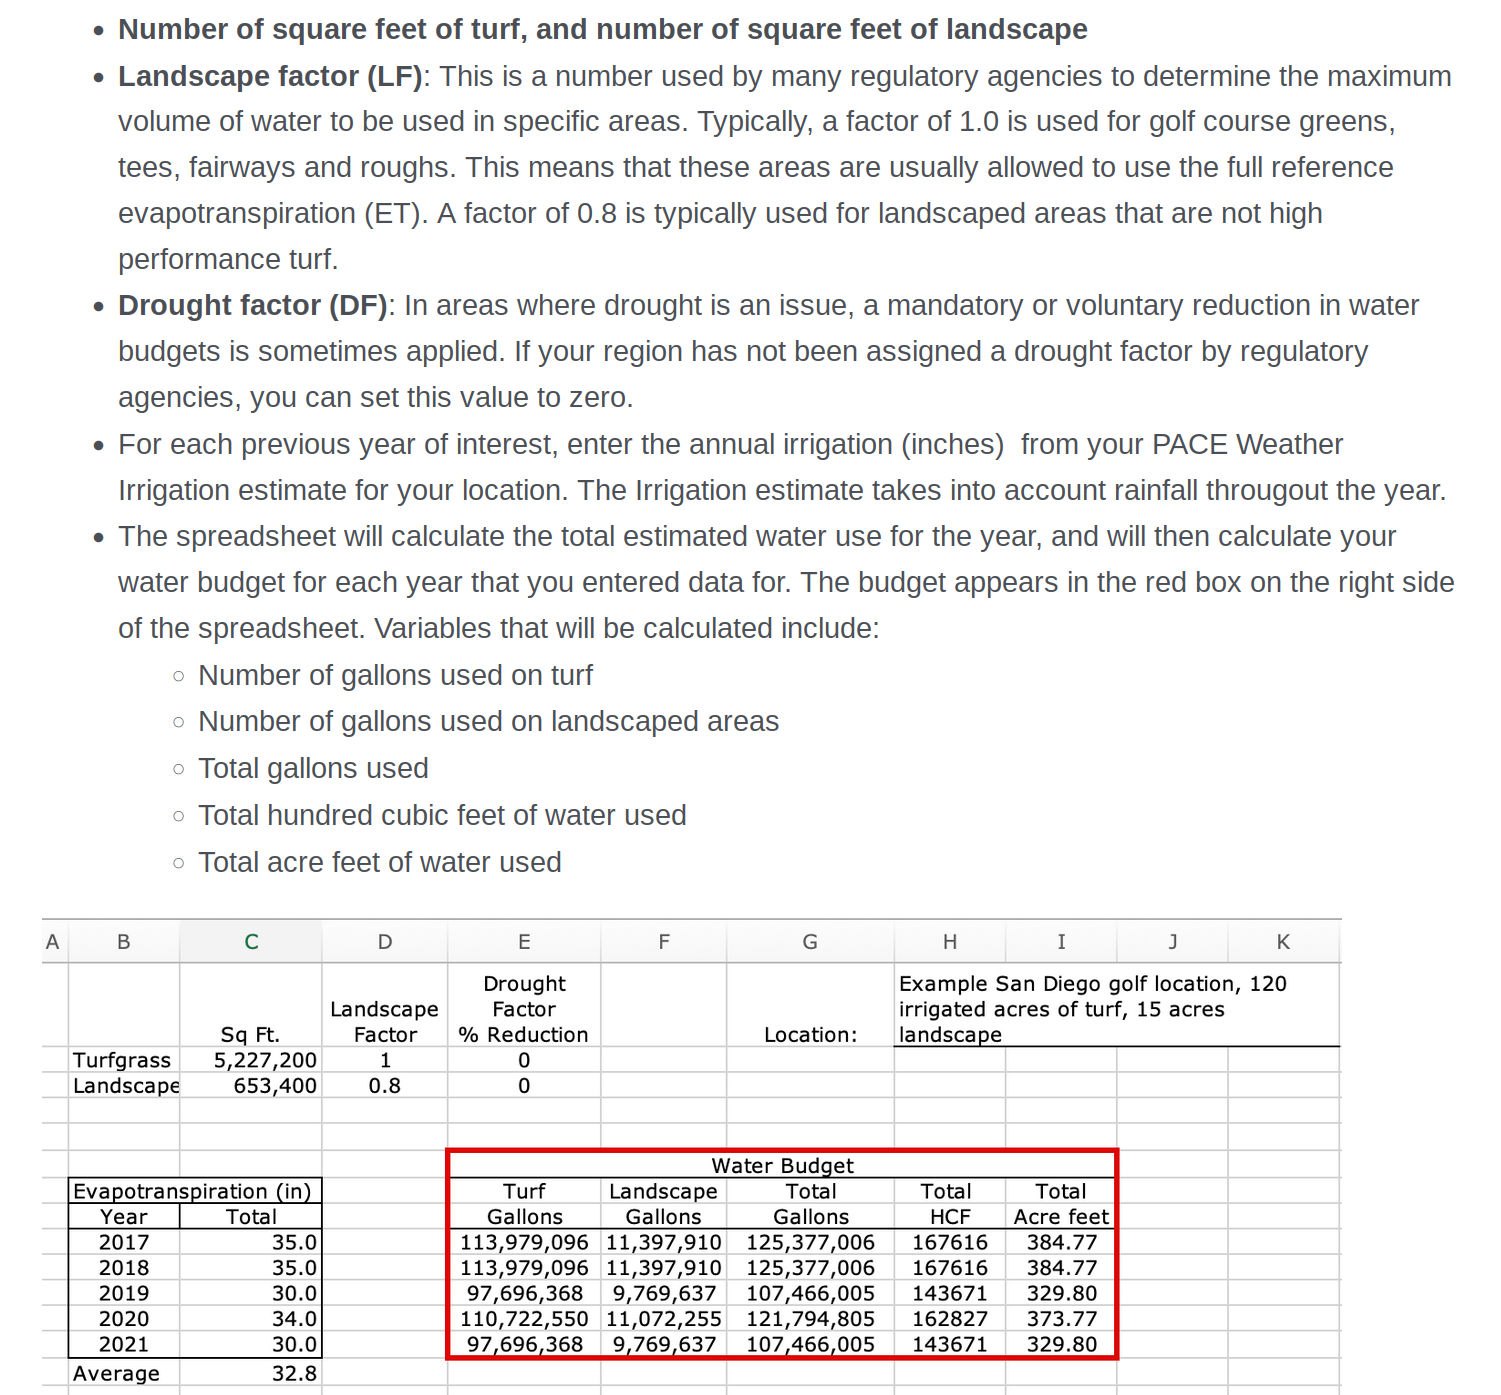 Number of square feet of turf, and number of square feet of landscape
Landscape factor (LF): This is a number used by many regulatory agencies to determine the maximum
volume of water to be used in specific areas. Typically, a factor of 1.0 is used for golf course greens,
tees, fairways and roughs. This means that these areas are usually allowed to use the full reference
evapotranspiration (ET). A factor of 0.8 is typically used for landscaped areas that are not high
performance turf.
Drought factor (DF): In areas where drought is an issue, a mandatory or voluntary reduction in water
budgets is sometimes applied. If your region has not been assigned a drought factor by regulatory
agencies, you can set this value to zero.
For each previous year of interest, enter the annual irrigation (inches)  from your PACE Weather
Irrigation estimate for your location. The Irrigation estimate takes into account rainfall througout the year.
The spreadsheet will calculate the total estimated water use for the year, and will then calculate your
water budget for each year that you entered data for. The budget appears in the red box on the right side
of the spreadsheet. Variables that will be calculated include:
Number of gallons used on turf
Number of gallons used on landscaped areas
Total gallons used
Total hundred cubic feet of water used
Total acre feet of water used
A B C D E F G H I J K
Drought Example San Diego golf location, 120
Landscape Factor irrigated acres of turf, 15 acres
Sq Ft. Factor % Reduction Location: landscape
Turfgrass 5,227,200 1 0
Landscape 653,400 0.8 0
Water Budget
Evapotranspiration (in) Turf Landscape Total Total Total
Year Total Gallons Gallons Gallons HCF Acre feet
2017 35.0 113,979,096 11,397,910 125,377,006 167616 384.77
2018 35.0 113,979,096 11,397,910 125,377,006 167616 384.77
2019 30.0 97,696,368 9,769,637 107,466,005 143671 329.80
2020 34.0 110,722,550 11,072,255 121,794,805 162827 373.77
2021 30.0 97,696,368 9,769,637 107,466,005 143671 329.80
Average 32.8